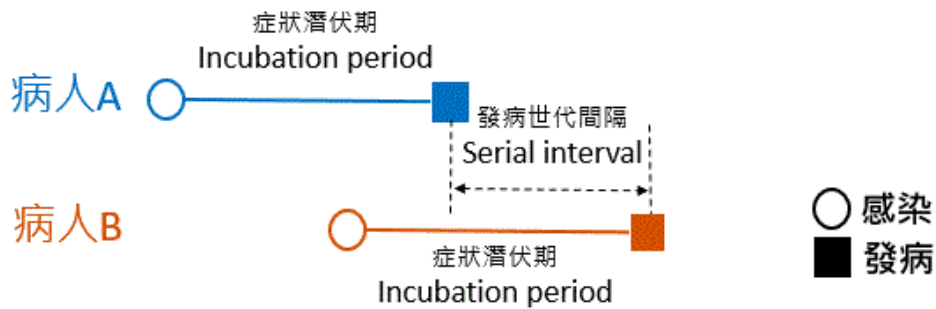 症狀潛伏期
Incubation period
病人A
發病世代間隔
Serial interval
病人B
症狀潛伏期
Incubation period
感染
發病